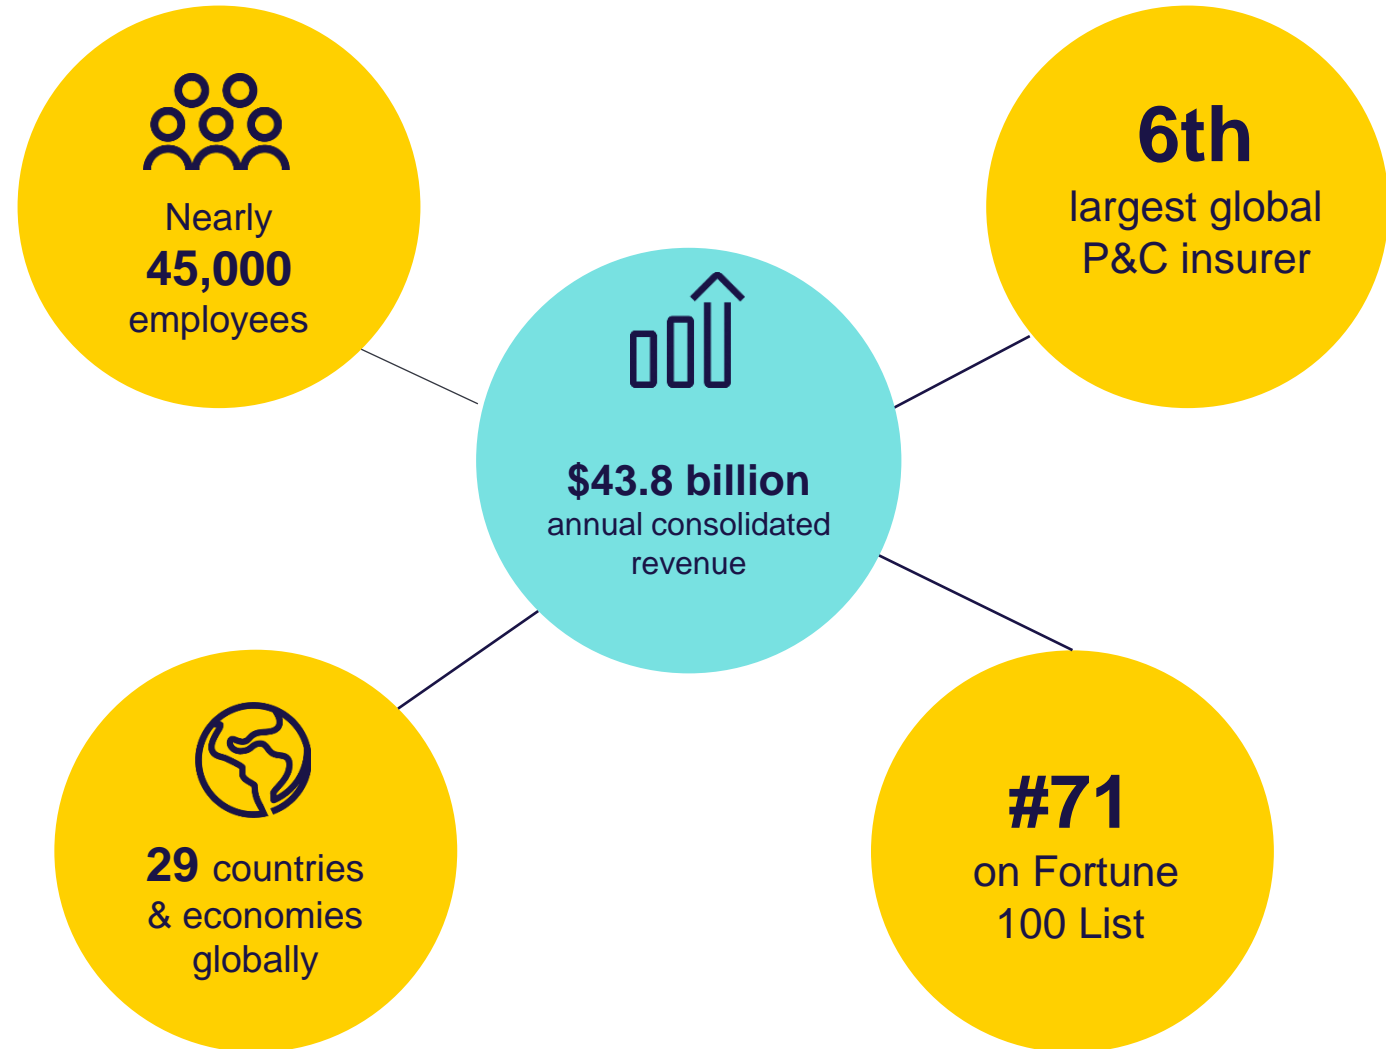 Nearly
45,000
employees
6th
largest global
P&C insurer
$43.8 billion
annual consolidated
revenue
29 countries
& economies
globally
#71
on Fortune
100 List